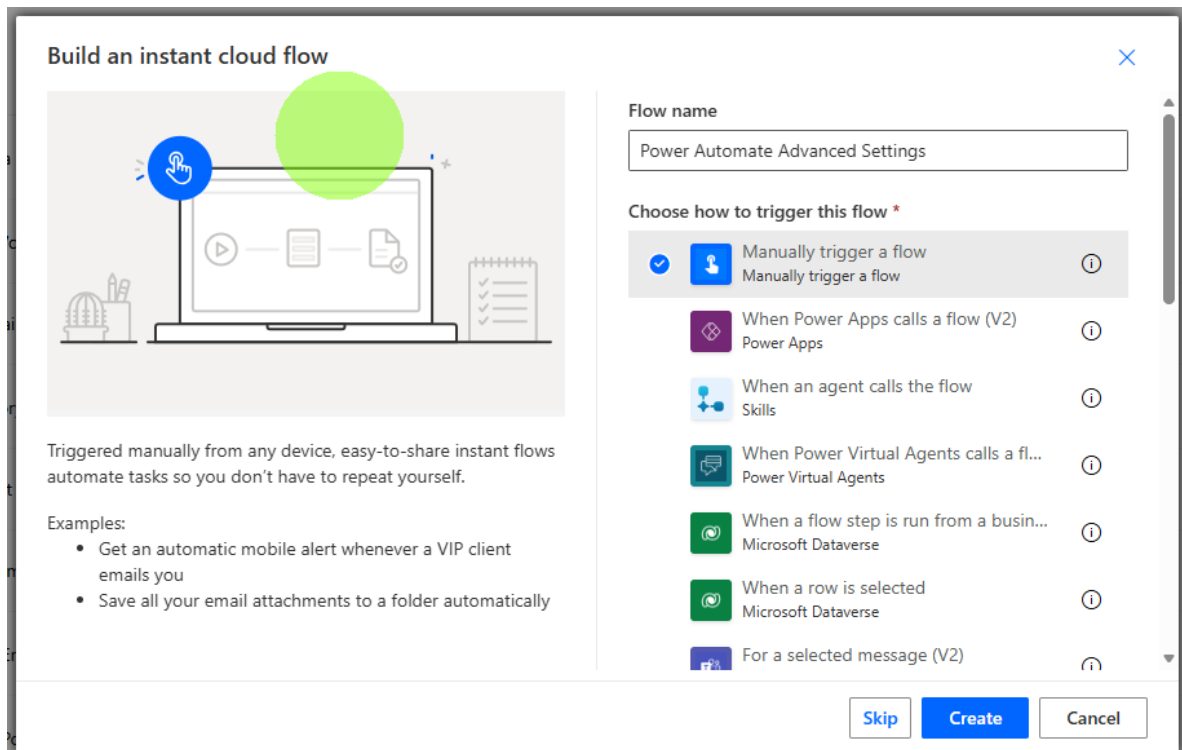 Build an instant cloud flow
Triggered manually from any device, easy-to-share instant flows
automate tasks so you don’t have to repeat yourself.
Examples:
• Get an automatic mobile alert whenever a VIP client
emails you
• Save all your email attachments to a folder automatically
Flow name
Power Automate Advanced Settings
Choose how to trigger this flow *
Manually trigger a flow
Manually trigger a flow
When Power Apps calls a flow (V2)
Power Apps
When an agent calls the flow
Skills
When Power Virtual Agents calls a fl...
Power Virtual Agents
When a flow step is run from a busin...
Microsoft Dataverse
When a row is selected
Microsoft Dataverse
For a selected message (V2)
Skip
Create
Cancel